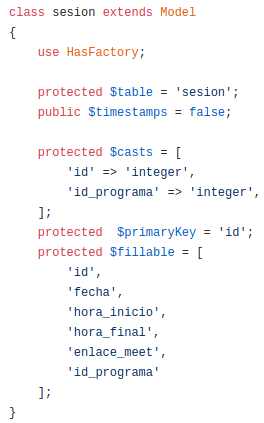 class sesion extends Model
{
    use HasFactory;

    protected $table = 'sesion';
    public $timestamps = false;

    protected $casts = [
        'id' => 'integer',
        'id_programa' => 'integer',
    ];
    protected  $primaryKey = 'id';
    protected $fillable = [
        'id',
        'fecha',
        'hora_inicio',
        'hora_final',
        'enlace_meet',
        'id_programa'
    ];
}